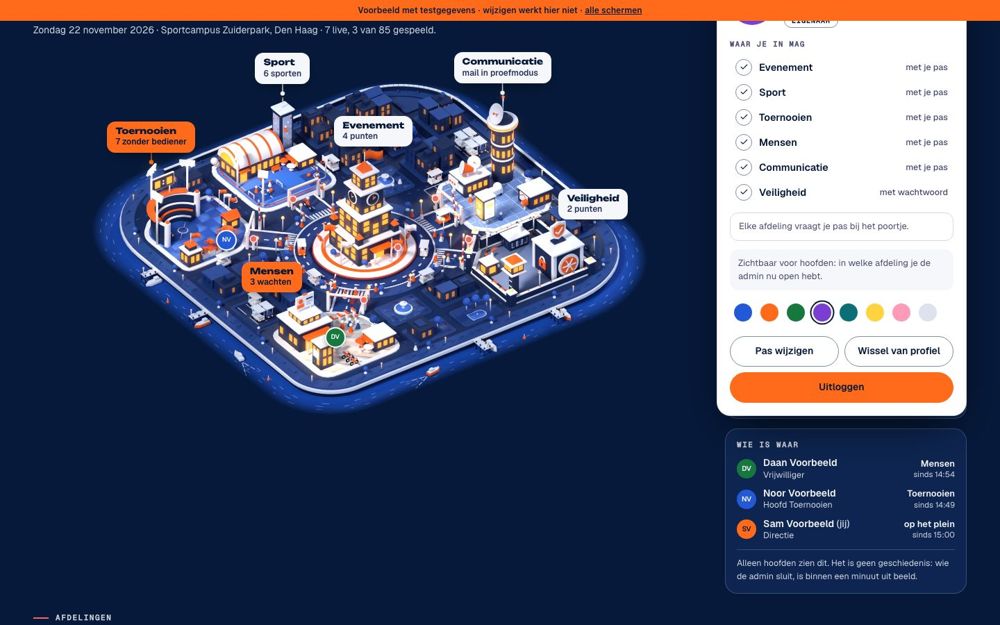 Voorbeeld met testgegevens · wijzigen werkt hier niet · alle schermen
Zondag 22 november 2026 · Sportcampus Zuiderpark, Den Haag · 7 live, 3 van 85 gespeeld.
Sport
6 sporten
Communicatie
mail in proefmodus
Toernooien
7 zonder bediener
Evenement
4 punten
Veiligheid
2 punten
NV
Mensen
3 wachten
DV
WAAR JE IN MAG
Evenement met je pas
Sport met je pas
Toernooien met je pas
Mensen met je pas
Communicatie met je pas
Veiligheid met wachtwoord
Elke afdeling vraagt je pas bij het poortje.
Zichtbaar voor hoofden: in welke afdeling je de
admin nu open hebt.
Pas wijzigen
Wissel van profiel
Uitloggen
WIE IS WAAR
DV Daan Voorbeeld Mensen
Vrijwilliger sinds 14:54
NV Noor Voorbeeld Toernooien
Hoofd Toernooien sinds 14:49
SV Sam Voorbeeld (jij) op het plein
Directie sinds 15:00
Alleen hoofden zien dit. Het is geen geschiedenis: wie
de admin sluit, is binnen een minuut uit beeld.
AFDELINGEN